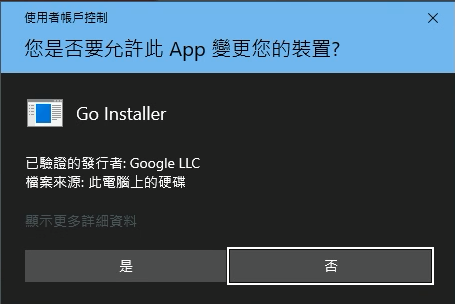 使用者帳戶控制
您是否要允許此 App 變更您的裝置?
Go Installer
已驗證的發行者: Google LLC
檔案來源: 此電腦上的硬碟
顯示更多詳細資料
是
否